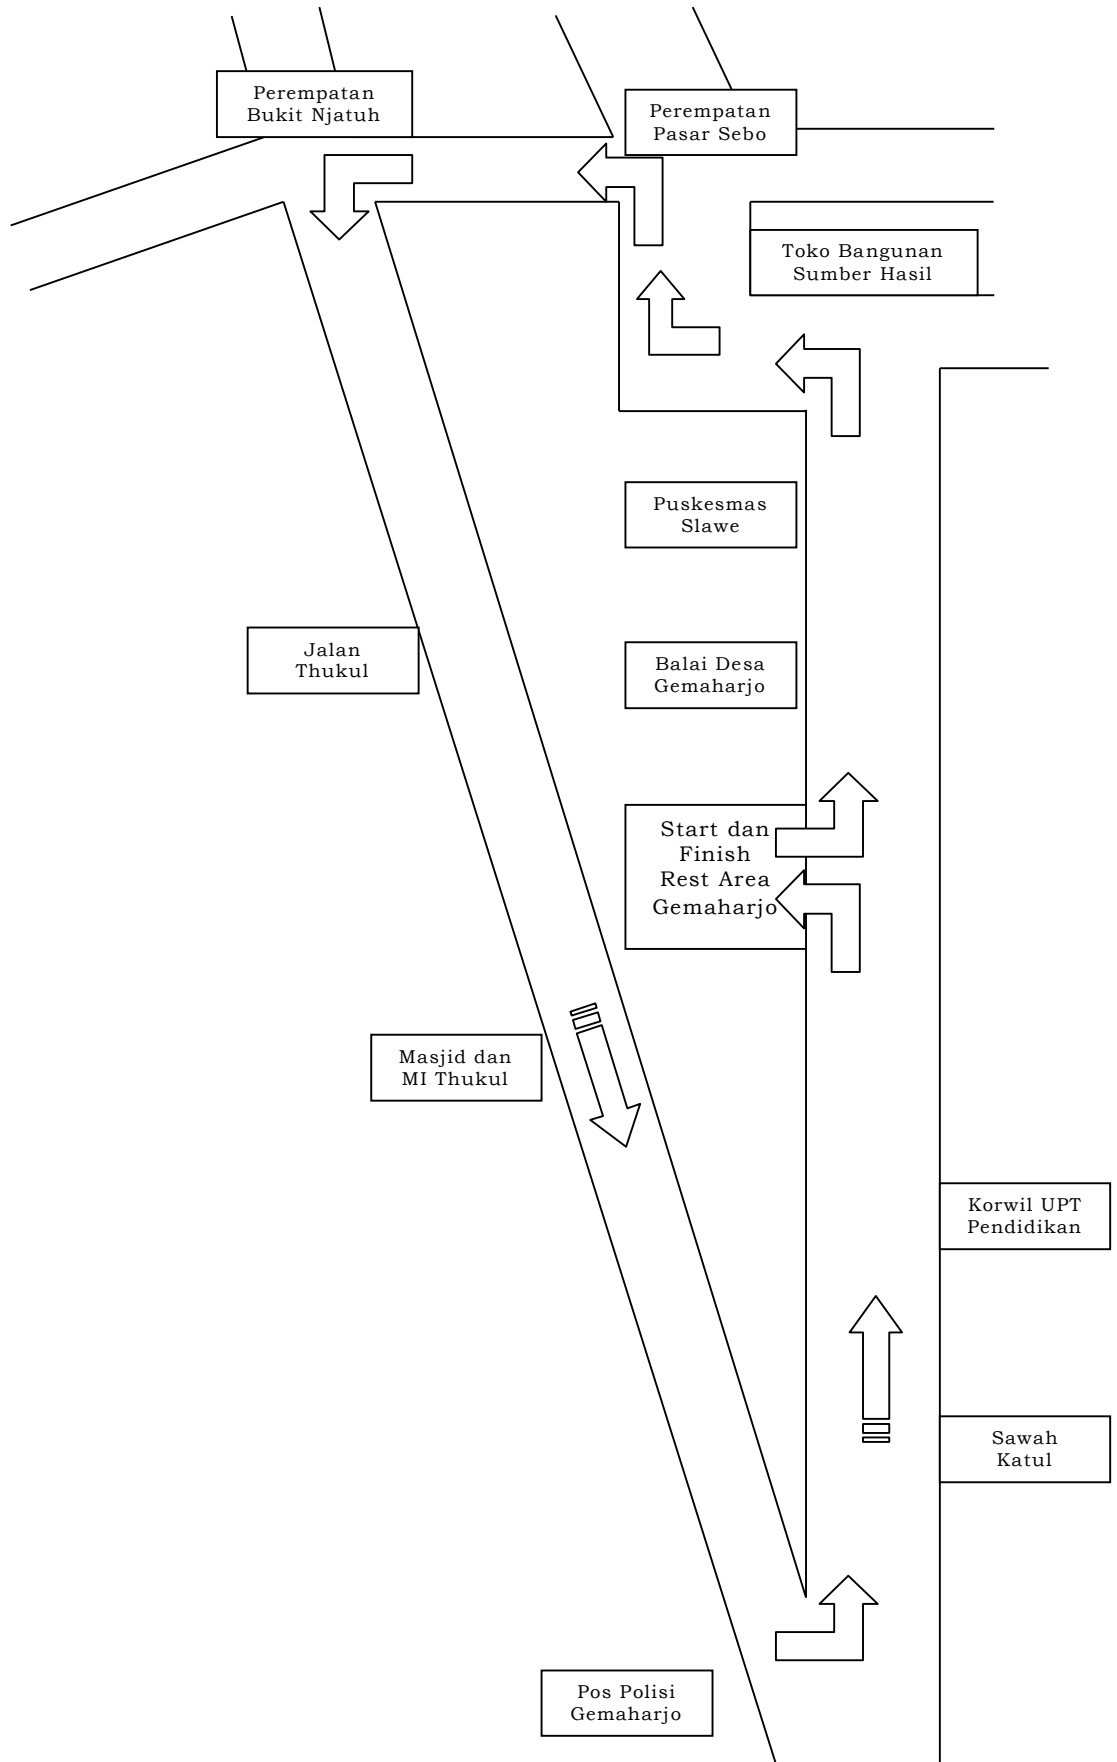 Perempatan
Bukit Njatuh
Perempatan
Pasar Sebo
Toko Bangunan
Sumber Hasil
Puskesmas
Slawe
Jalan
Thukul
Balai Desa
Gemaharjo
Start dan
Finish
Rest Area
Gemaharjo
Masjid dan
MI Thukul
Korwil UPT
Pendidikan
Sawah
Katul
Pos Polisi
Gemaharjo